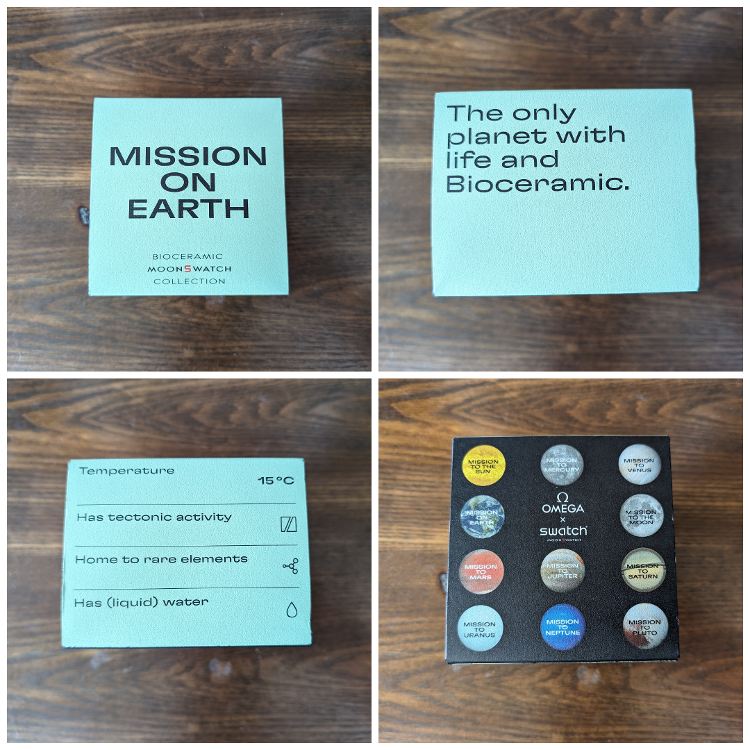 MISSION
ON
EARTH
BIOCERAMIC
MOONSWATCH
COLLECTION
The only
planet with
life and
Bioceramic.
Temperature
15°C
Has tectonic activity
Home to rare elements
Has (liquid) water
MISSION
TO THE
SUN
MISSION
TO
MERCURY
MISSION
TO
VENUS
MISSION
ON
EARTH
Ω
OMEGA
×
swatch
MISSION
TO THE
MOON
MISSION
TO
MARS
MISSION
TO
JUPITER
MISSION
TO
SATURN
MISSION
TO
URANUS
MISSION
TO
NEPTUNE
MISSION
TO
PLUTO